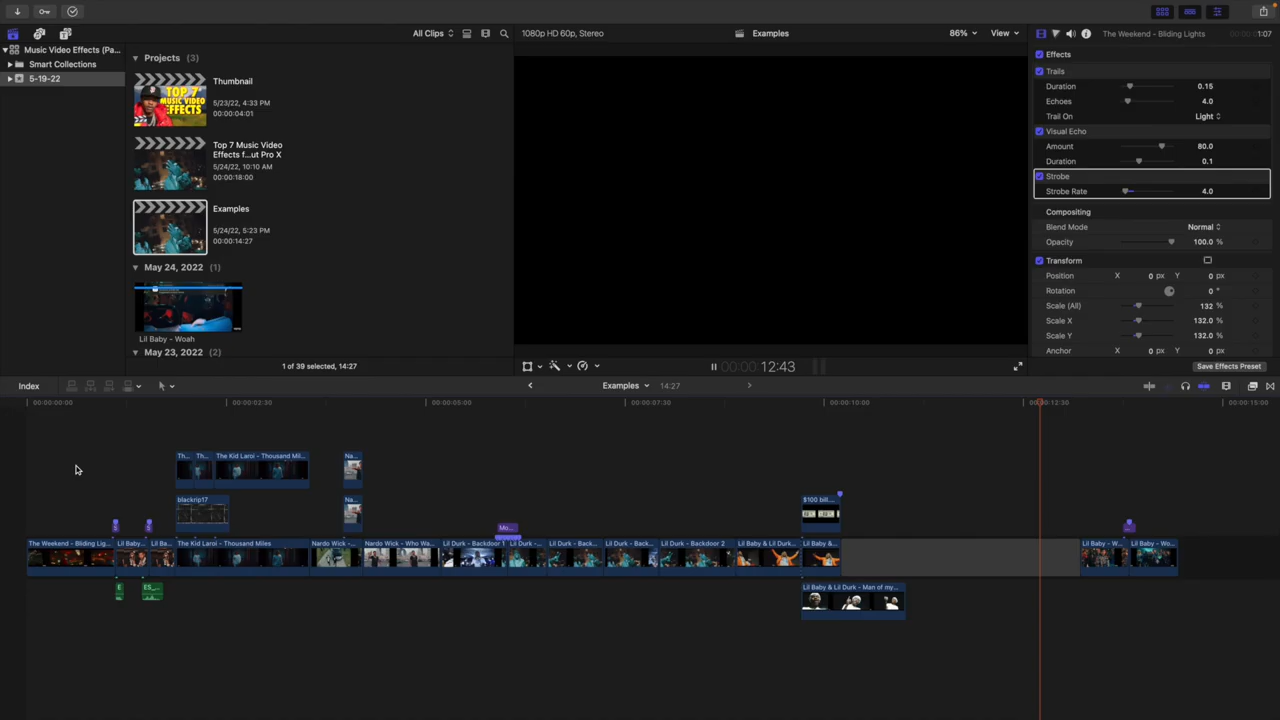 All Clips
1080p HD 60p, Stereo
Examples
86%
View
The Weekend - Bliding Lights
1:07
Music Video Effects (Pa...
Smart Collections
5-19-22
Projects (3)
Thumbnail
5/23/22, 4:33 PM
00:00:04:01
TOP 7
MUSIC VIDEO
EFFECTS
Top 7 Music Video
Effects f...ut Pro X
5/24/22, 10:10 AM
00:00:18:00
Examples
5/24/22, 5:23 PM
00:00:14:27
May 24, 2022 (1)
Lil Baby - Woah
May 23, 2022 (2)
1 of 39 selected, 14:27
00:00:12:43
Effects
Trails
Duration 0.15
Echoes 4.0
Trail On Light
Visual Echo
Amount 80.0
Duration 0.1
Strobe
Strobe Rate 4.0
Compositing
Blend Mode Normal
Opacity 100.0 %
Transform
Position X 0 px Y 0 px
Rotation 0 °
Scale (All) 132 %
Scale X 132.0 %
Scale Y 132.0 %
Anchor X 0 px Y 0 px
Save Effects Preset
Index
Examples
14:27
00:00:00:00
00:00:02:30
00:00:05:00
00:00:07:30
00:00:10:00
00:00:12:30
00:00:15:00
Th...
Th...
The Kid Laroi - Thousand Mil...
Na...
blackrip17
Na...
$100 bill...
Mo...
The Weekend - Bliding Lig...
Lil Baby...
Lil Ba...
The Kid Laroi - Thousand Miles
Nardo Wick -...
Nardo Wick - Who Wa...
Lil Durk - Backdoor 1
Lil Durk -...
Lil Durk - Back...
Lil Durk - Back...
Lil Durk - Backdoor 2
Lil Baby & Lil Durk...
Lil Baby &...
Lil Baby - W...
Lil Baby - Wo...
E
ES_...
Lil Baby & Lil Durk - Man of my...